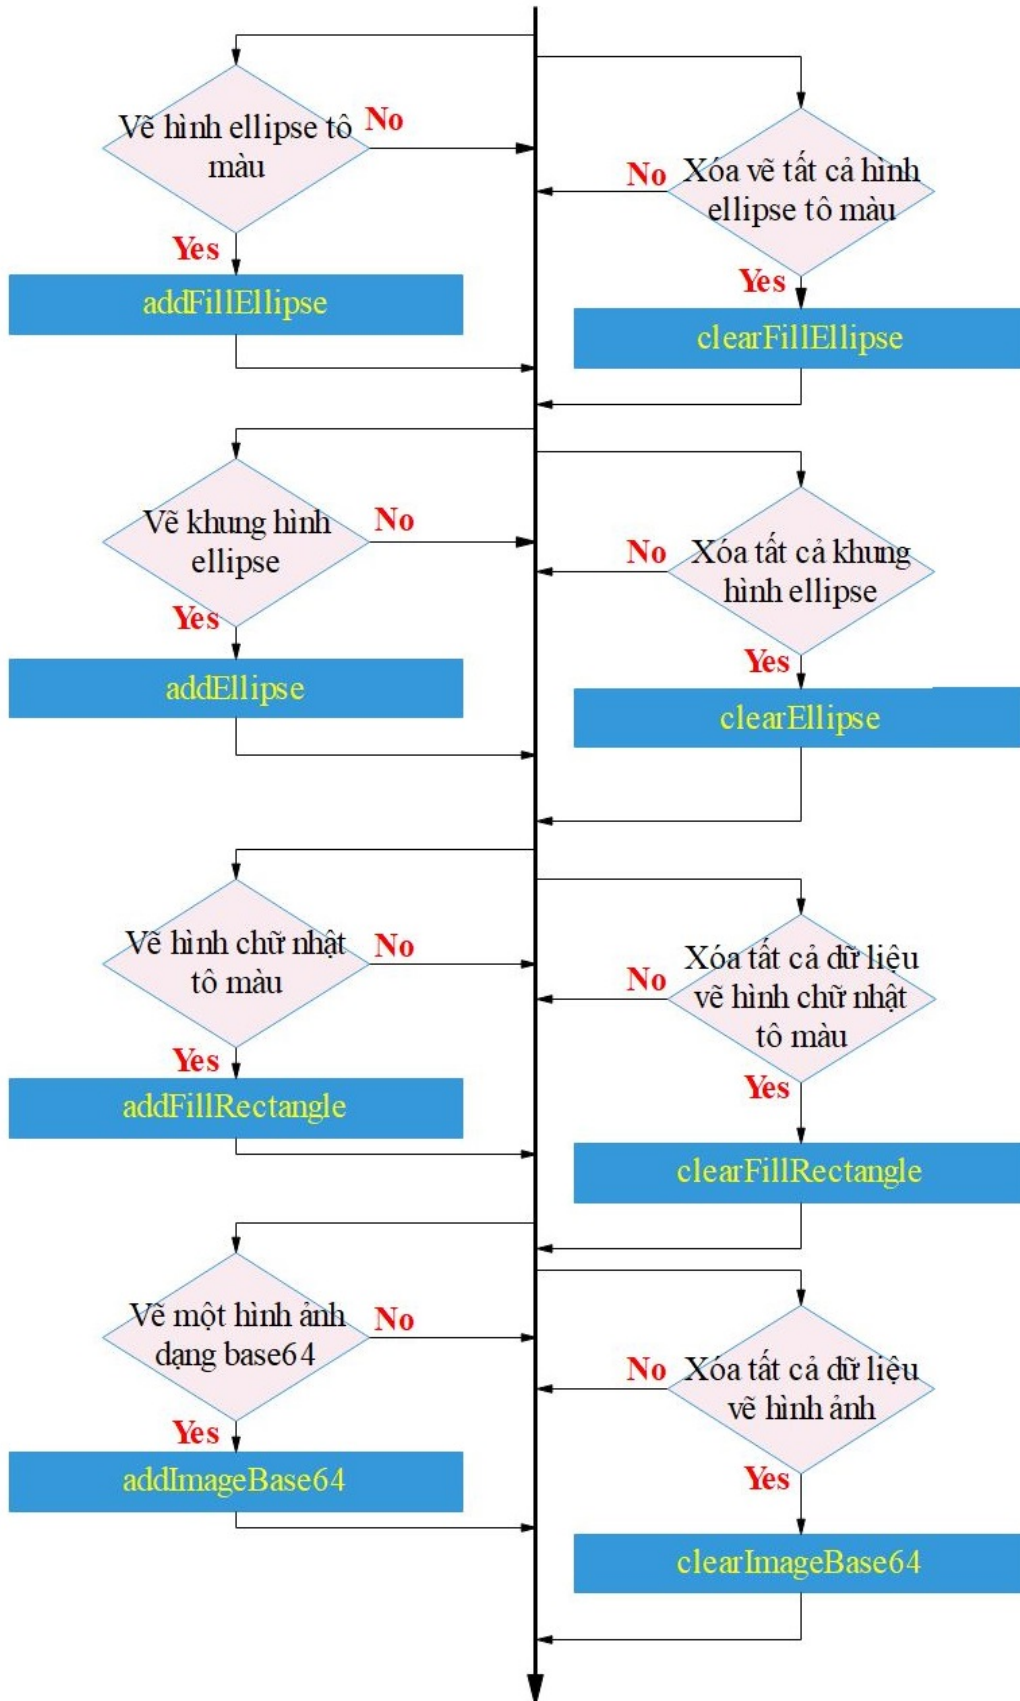 Vẽ hình ellipse tô
màu
No
Yes
addFillEllipse
Xóa vẽ tất cả hình
ellipse tô màu
No
Yes
clearFillEllipse
Vẽ khung hình
ellipse
No
Yes
addEllipse
Xóa tất cả khung
hình ellipse
No
Yes
clearEllipse
Vẽ hình chữ nhật
tô màu
No
Yes
addFillRectangle
Xóa tất cả dữ liệu
vẽ hình chữ nhật
tô màu
No
Yes
clearFillRectangle
Vẽ một hình ảnh
dạng base64
No
Yes
addImageBase64
Xóa tất cả dữ liệu
vẽ hình ảnh
No
Yes
clearImageBase64